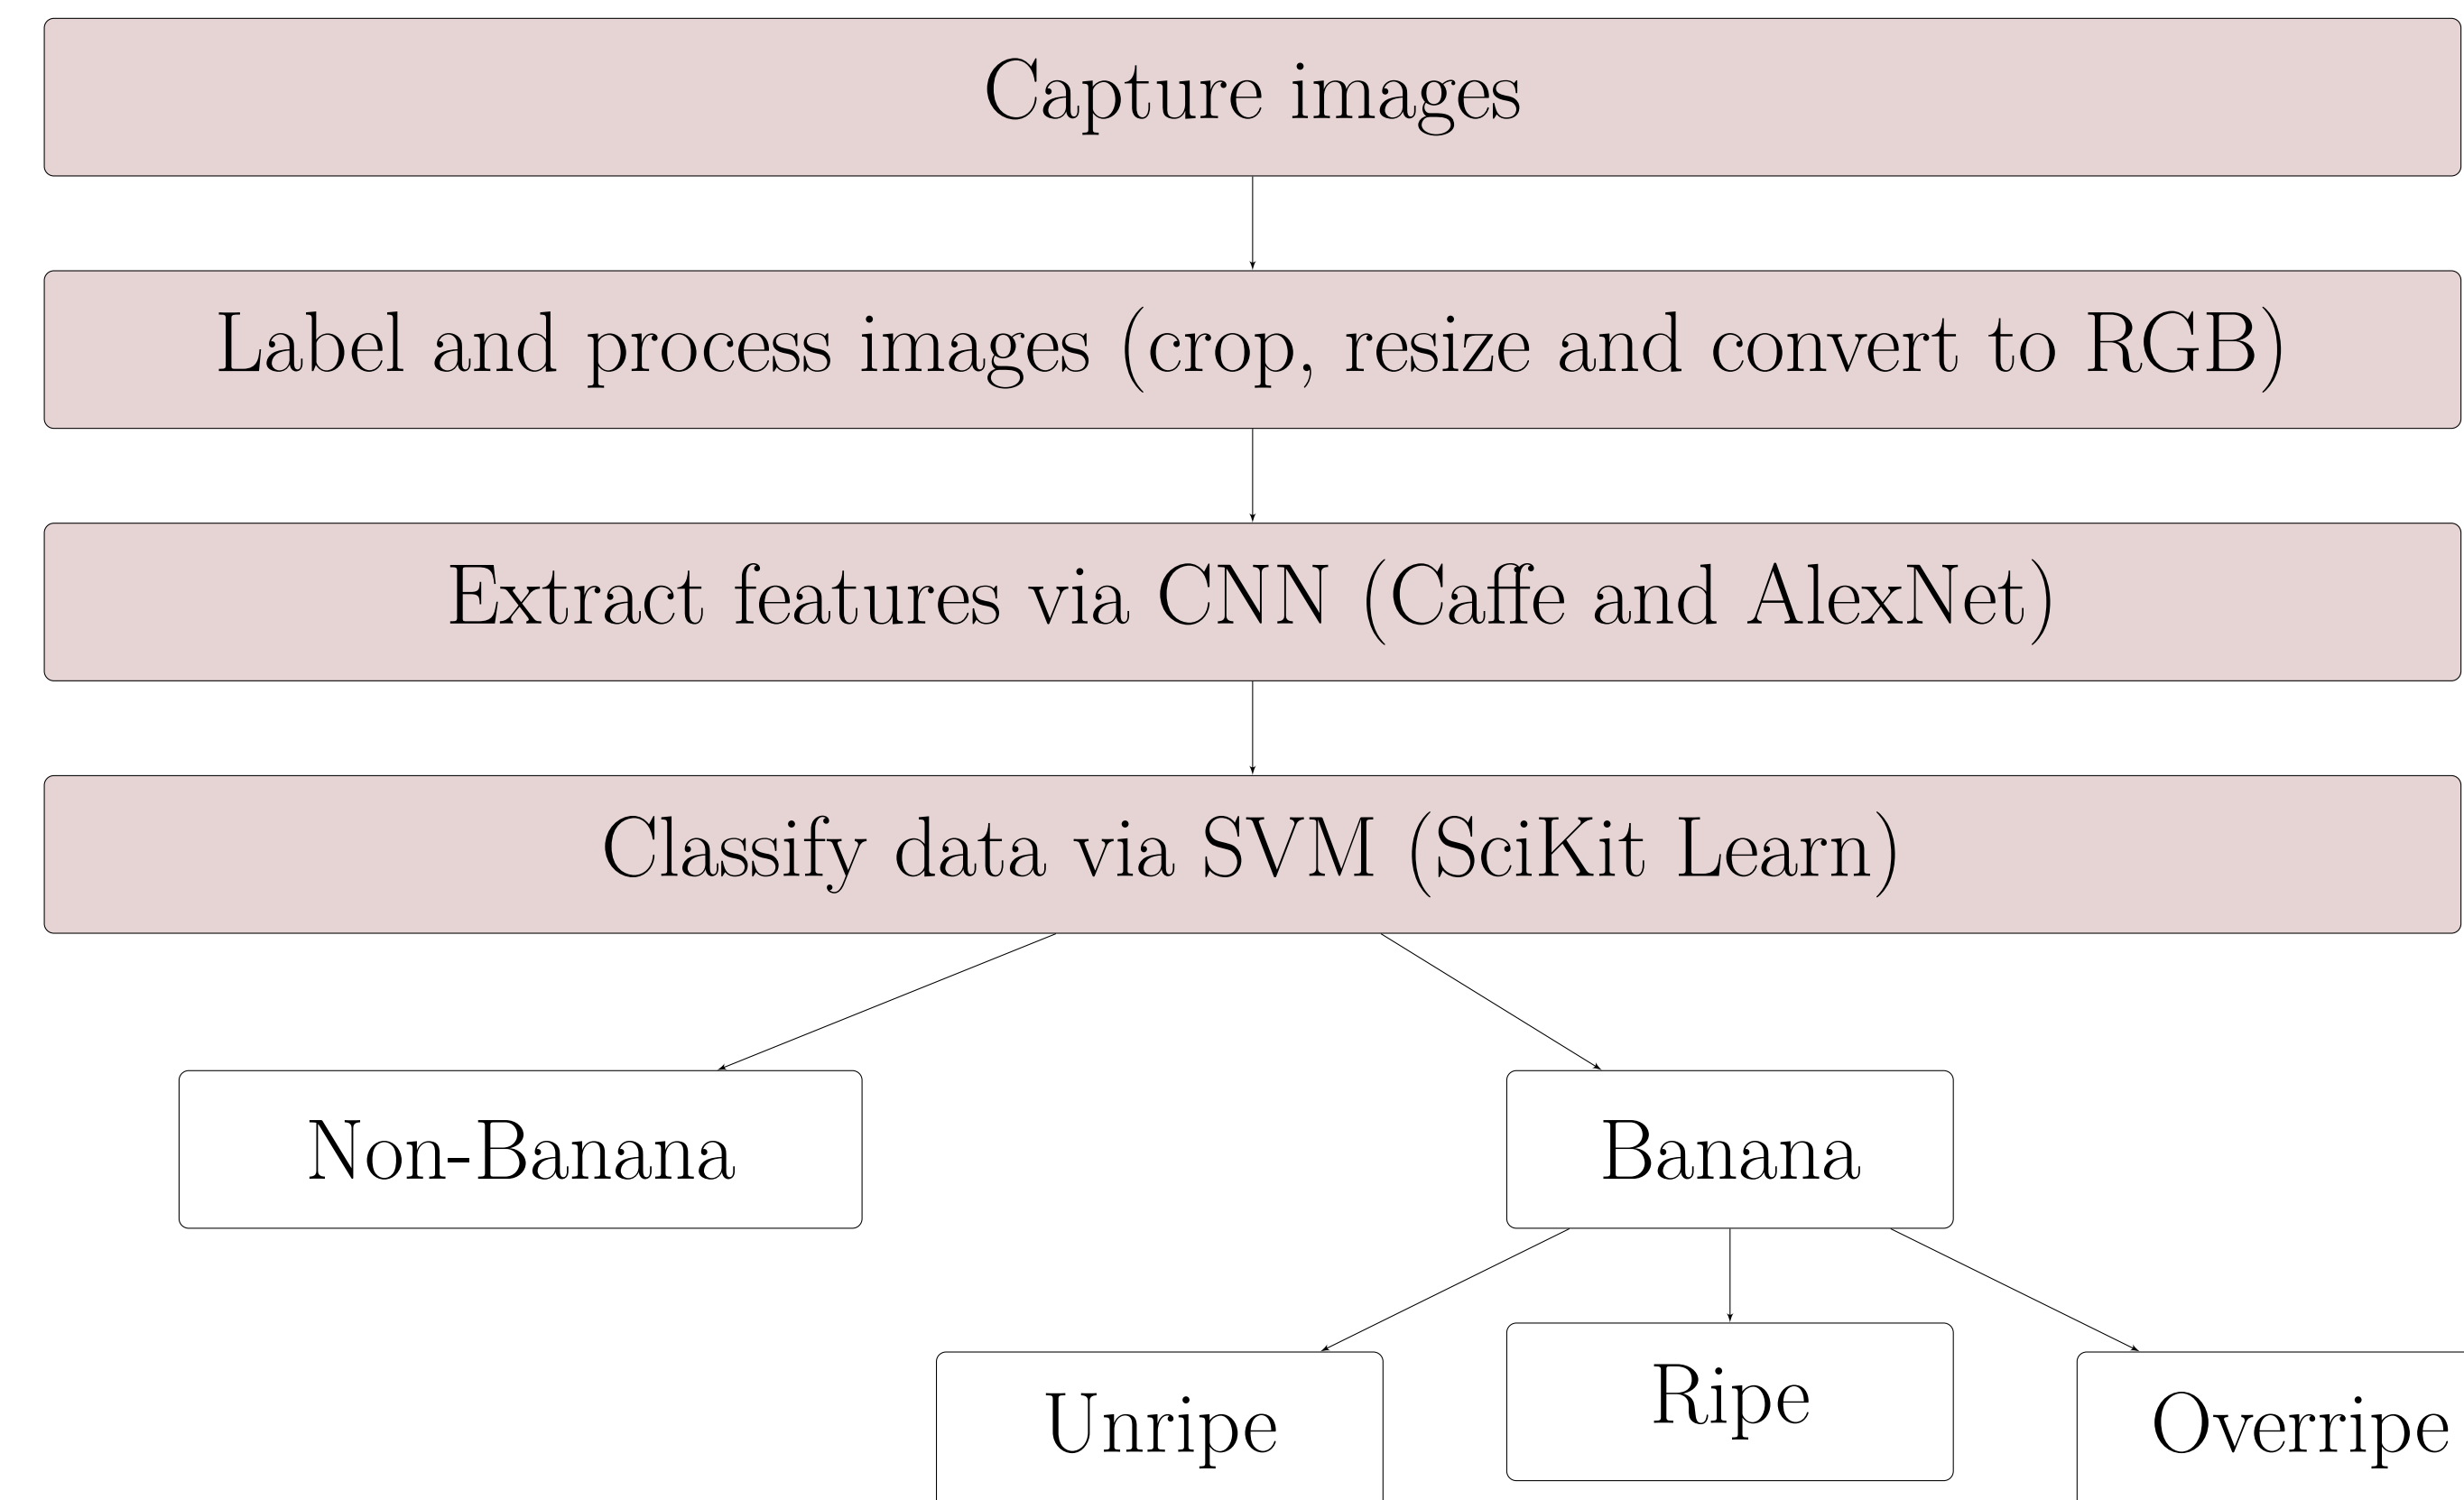 Capture images
Label and process images (crop, resize and convert to RGB)
Extract features via CNN (Caffe and AlexNet)
Classify data via SVM (SciKit Learn)
Non-Banana
Banana
Unripe
Ripe
Overripe